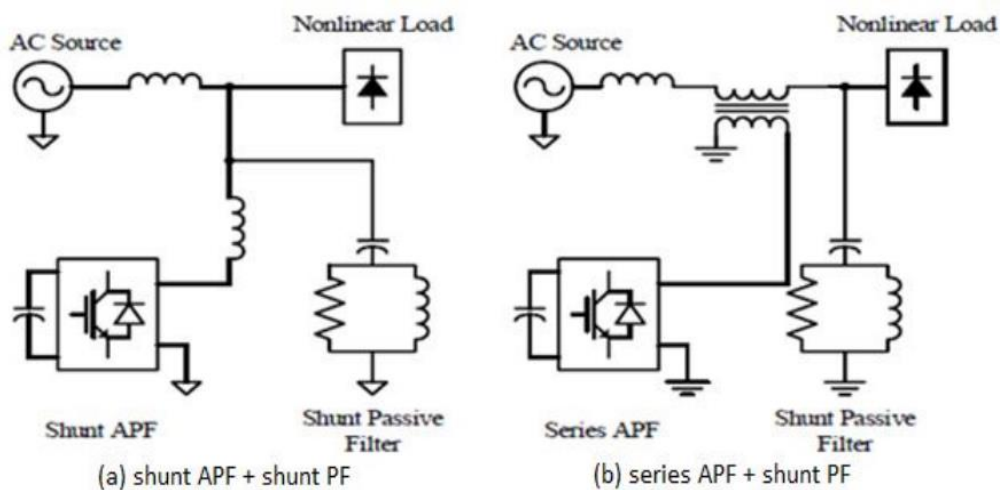 AC Source
Nonlinear Load
Shunt APF
Shunt Passive
Filter
(a) shunt APF + shunt PF
AC Source
Nonlinear Load
Series APF
Shunt Passive
Filter
(b) series APF + shunt PF